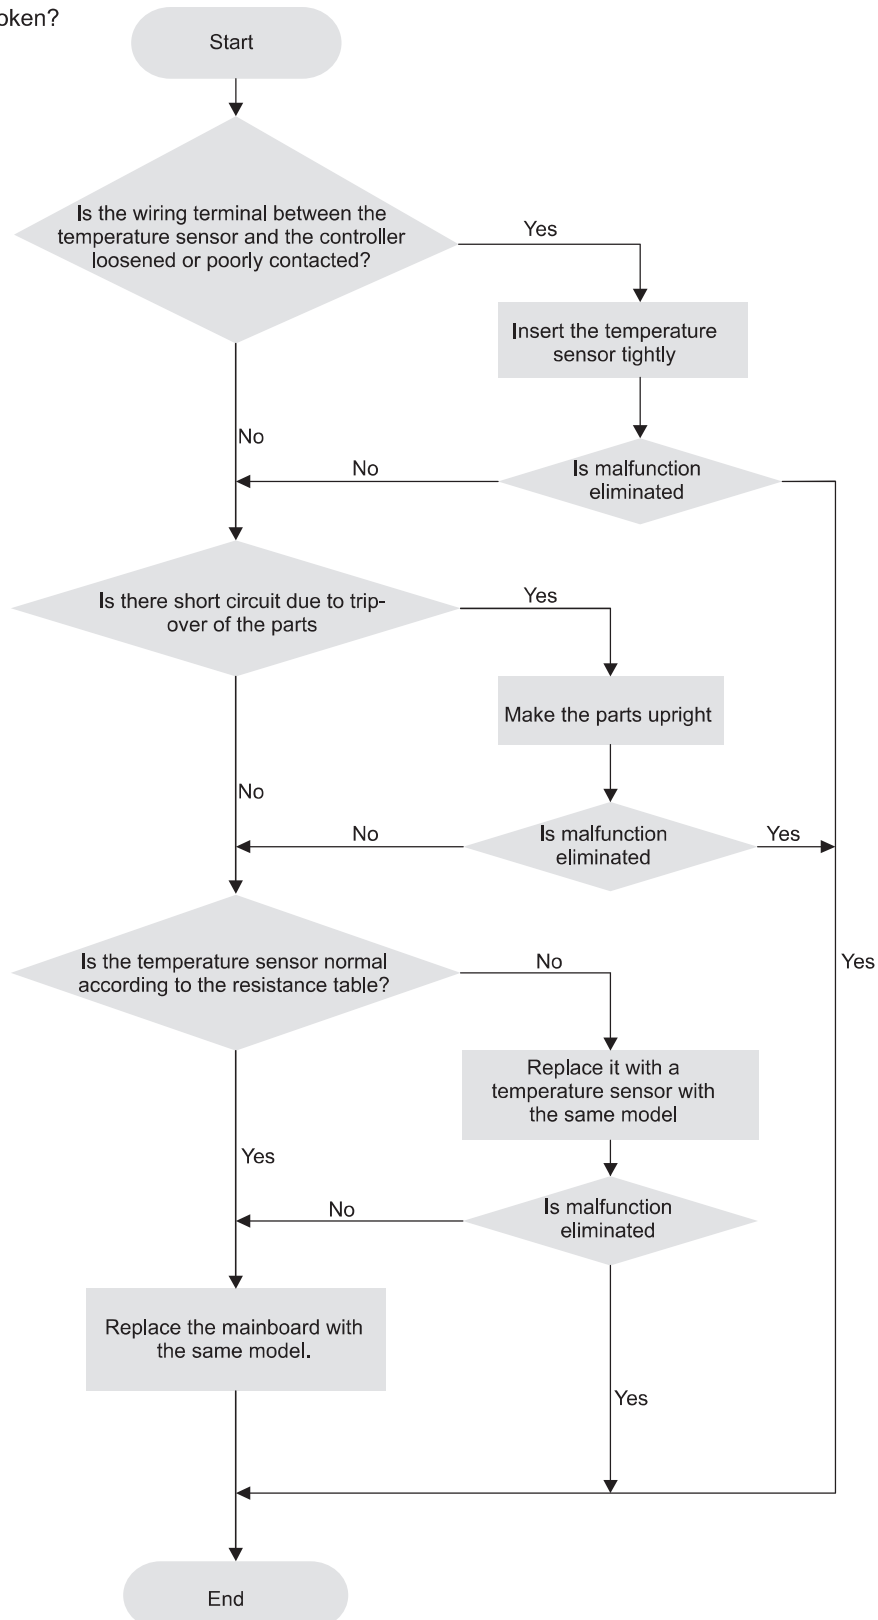 oken?
Start
Is the wiring terminal between the
temperature sensor and the controller
loosened or poorly contacted?
Yes
Insert the temperature
sensor tightly
No
No
Is malfunction
eliminated
Is there short circuit due to trip-
over of the parts
Yes
Make the parts upright
No
No
Is malfunction
eliminated
Yes
Is the temperature sensor normal
according to the resistance table?
No
Yes
Replace it with a
temperature sensor with
the same model
Yes
No
Is malfunction
eliminated
Replace the mainboard with
the same model.
Yes
End